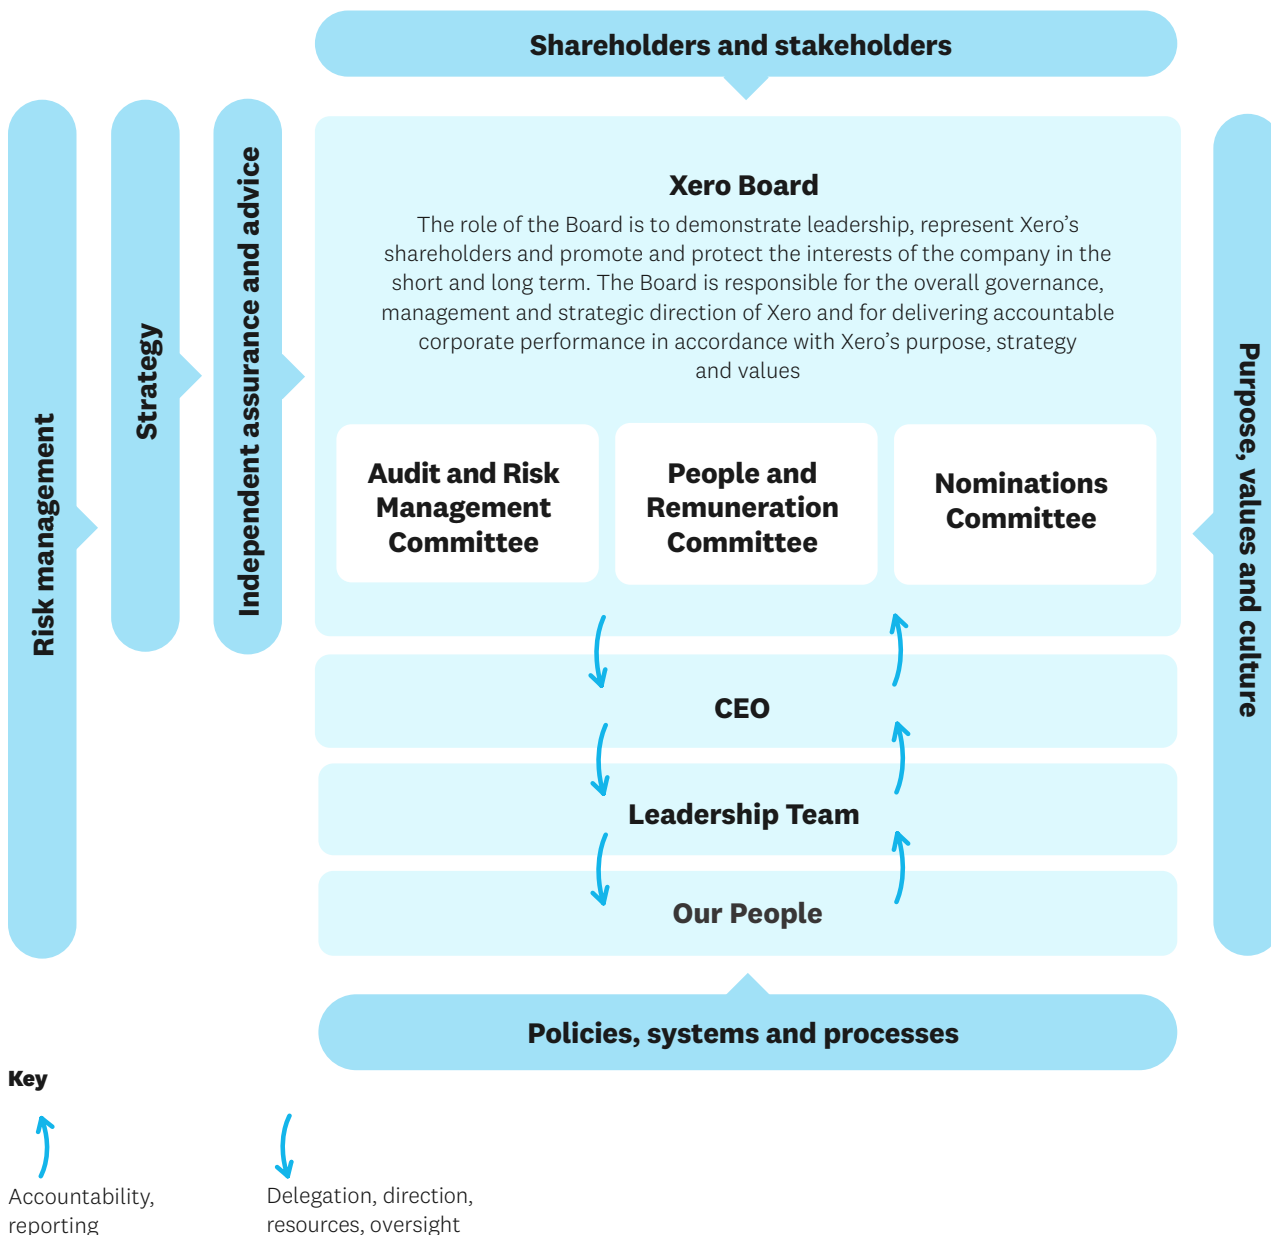 Shareholders and stakeholders
Risk management
Strategy
Independent assurance and advice
Xero Board
The role of the Board is to demonstrate leadership, represent Xero’s
shareholders and promote and protect the interests of the company in the
short and long term. The Board is responsible for the overall governance,
management and strategic direction of Xero and for delivering accountable
corporate performance in accordance with Xero’s purpose, strategy
and values
Audit and Risk
Management
Committee
People and
Remuneration
Committee
Nominations
Committee
Purpose, values and culture
CEO
Leadership Team
Our People
Policies, systems and processes
Key
Accountability,
reporting
Delegation, direction,
resources, oversight